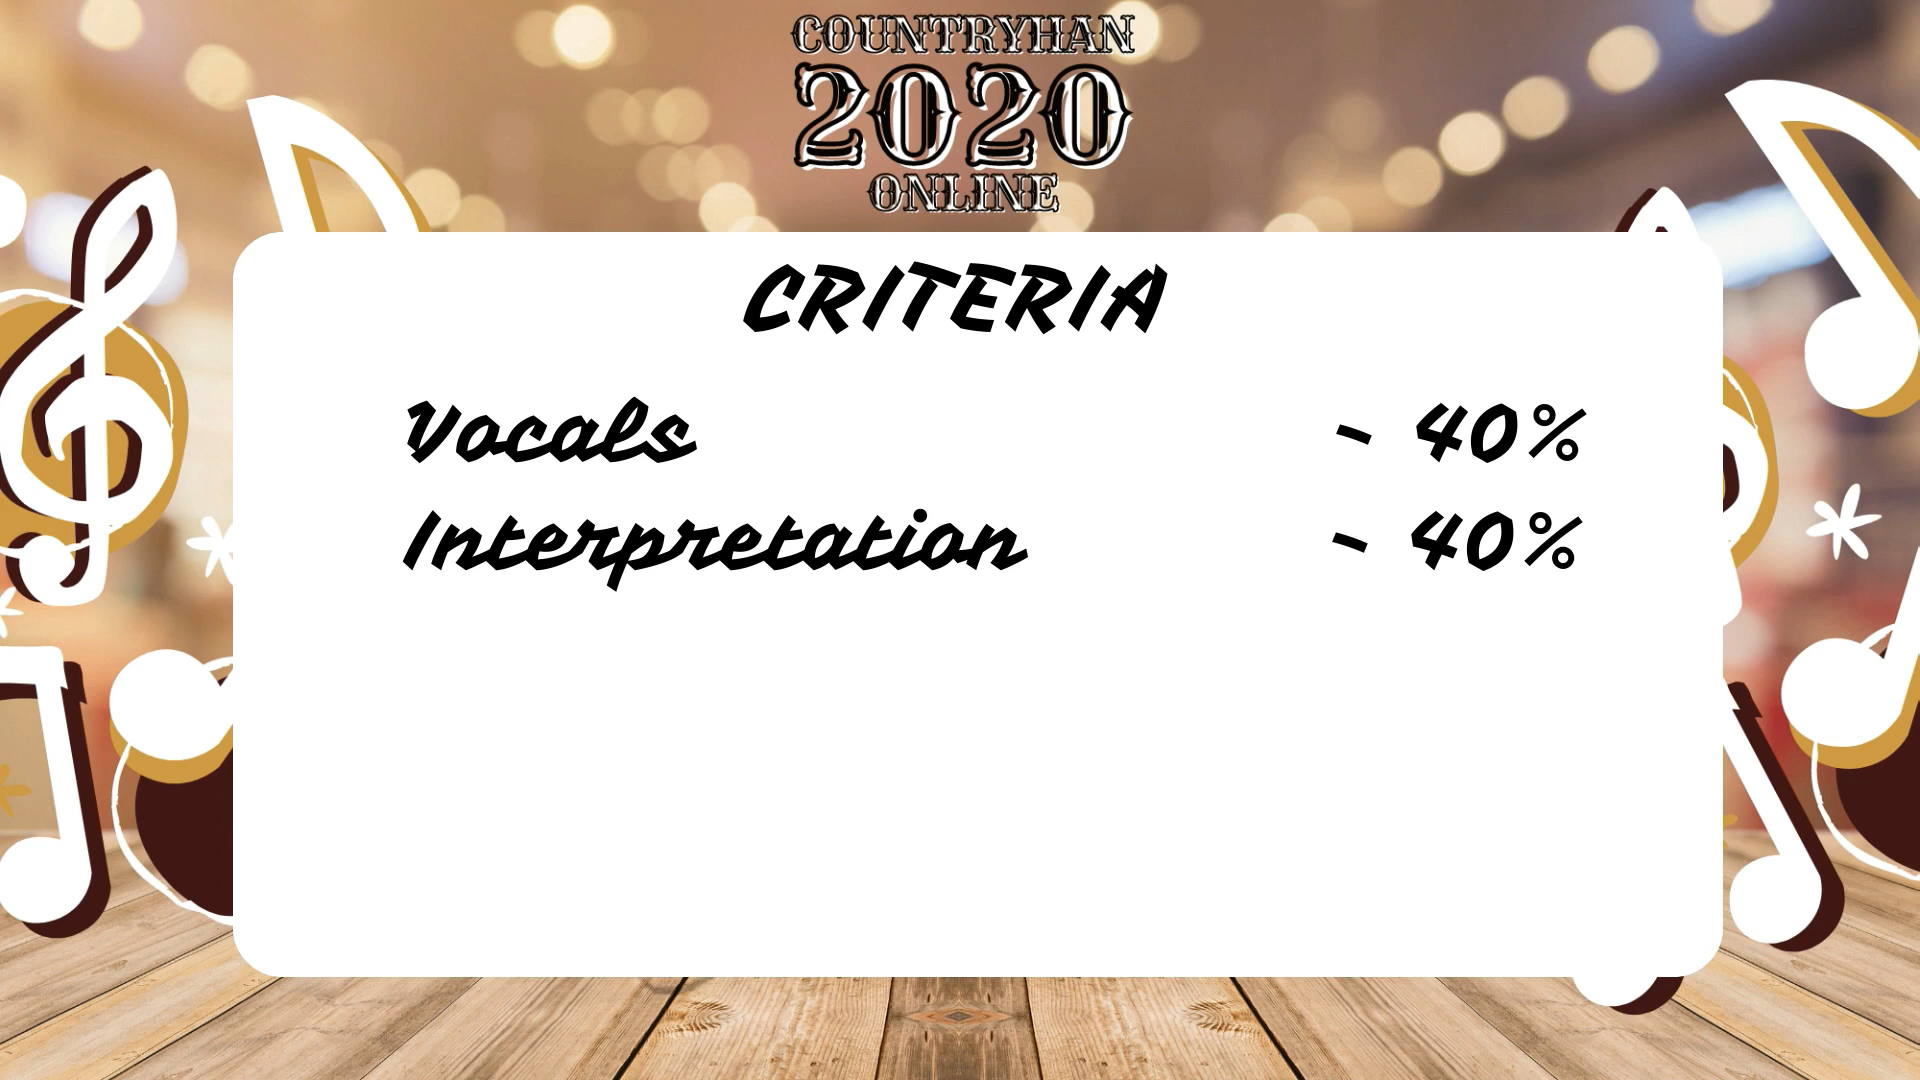 COUNTRYHAN
2020
ONLINE
CRITERIA
Vocals - 40%
Interpretation - 40%